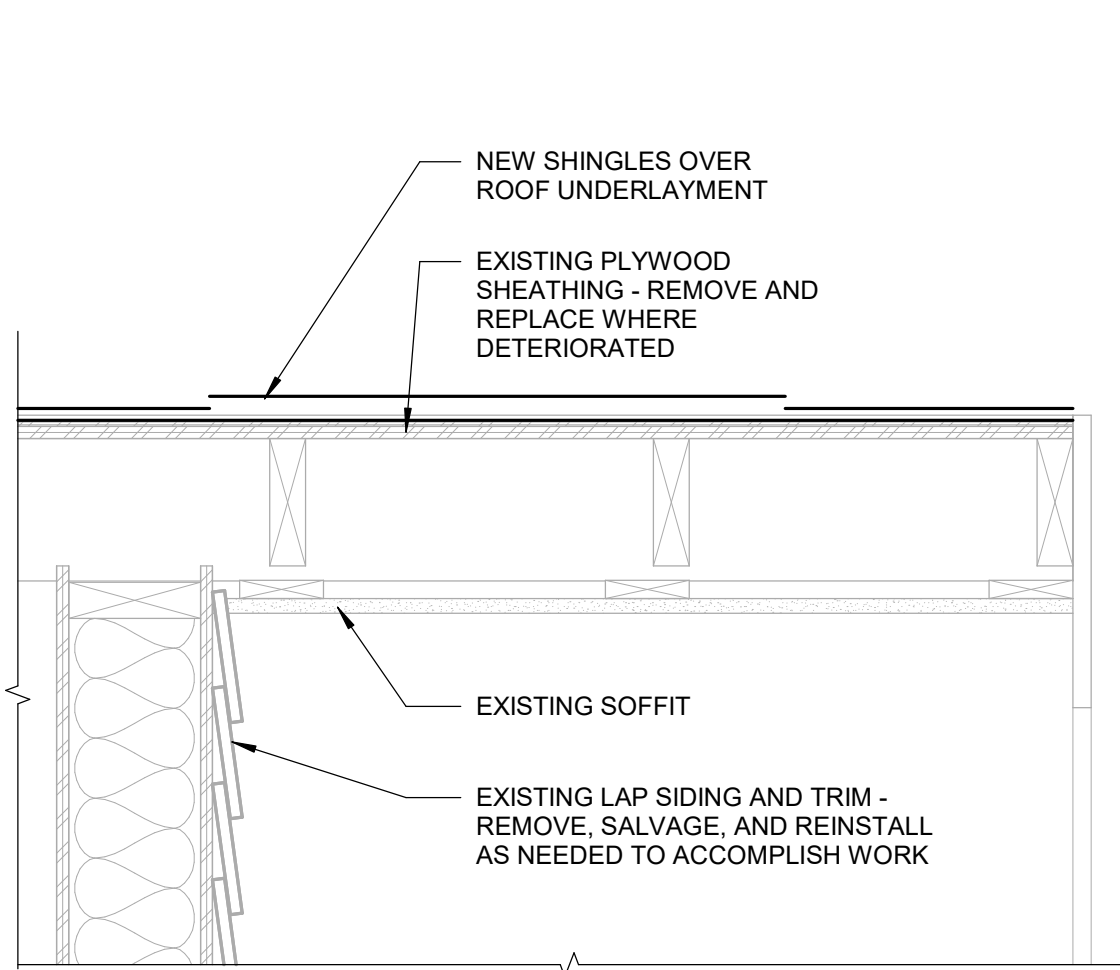 NEW SHINGLES OVER
ROOF UNDERLAYMENT
EXISTING PLYWOOD
SHEATHING - REMOVE AND
REPLACE WHERE
DETERIORATED
EXISTING SOFFIT
EXISTING LAP SIDING AND TRIM -
REMOVE, SALVAGE, AND REINSTALL
AS NEEDED TO ACCOMPLISH WORK